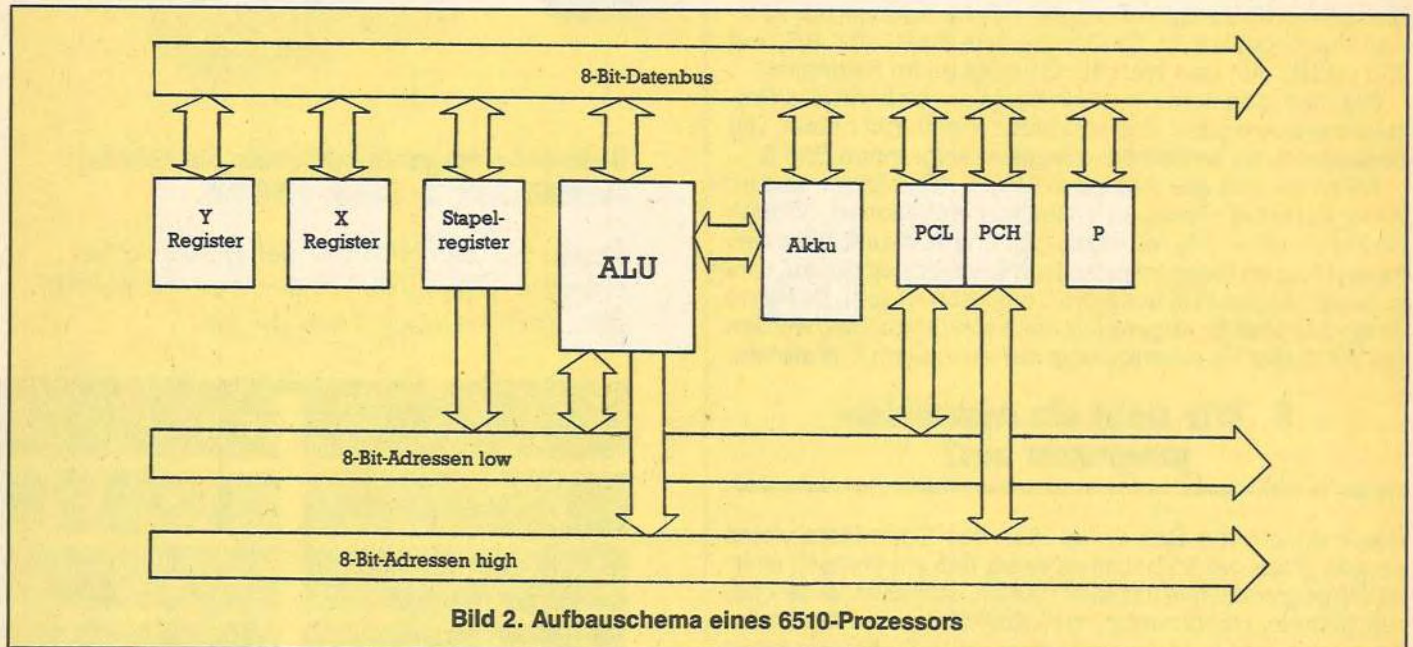 8-Bit-Datenbus
Y
Register
X
Register
Stapel-
register
ALU
Akku
PCL
PCH
P
8-Bit-Adressen low
8-Bit-Adressen high
Bild 2. Aufbauschema eines 6510-Prozessors